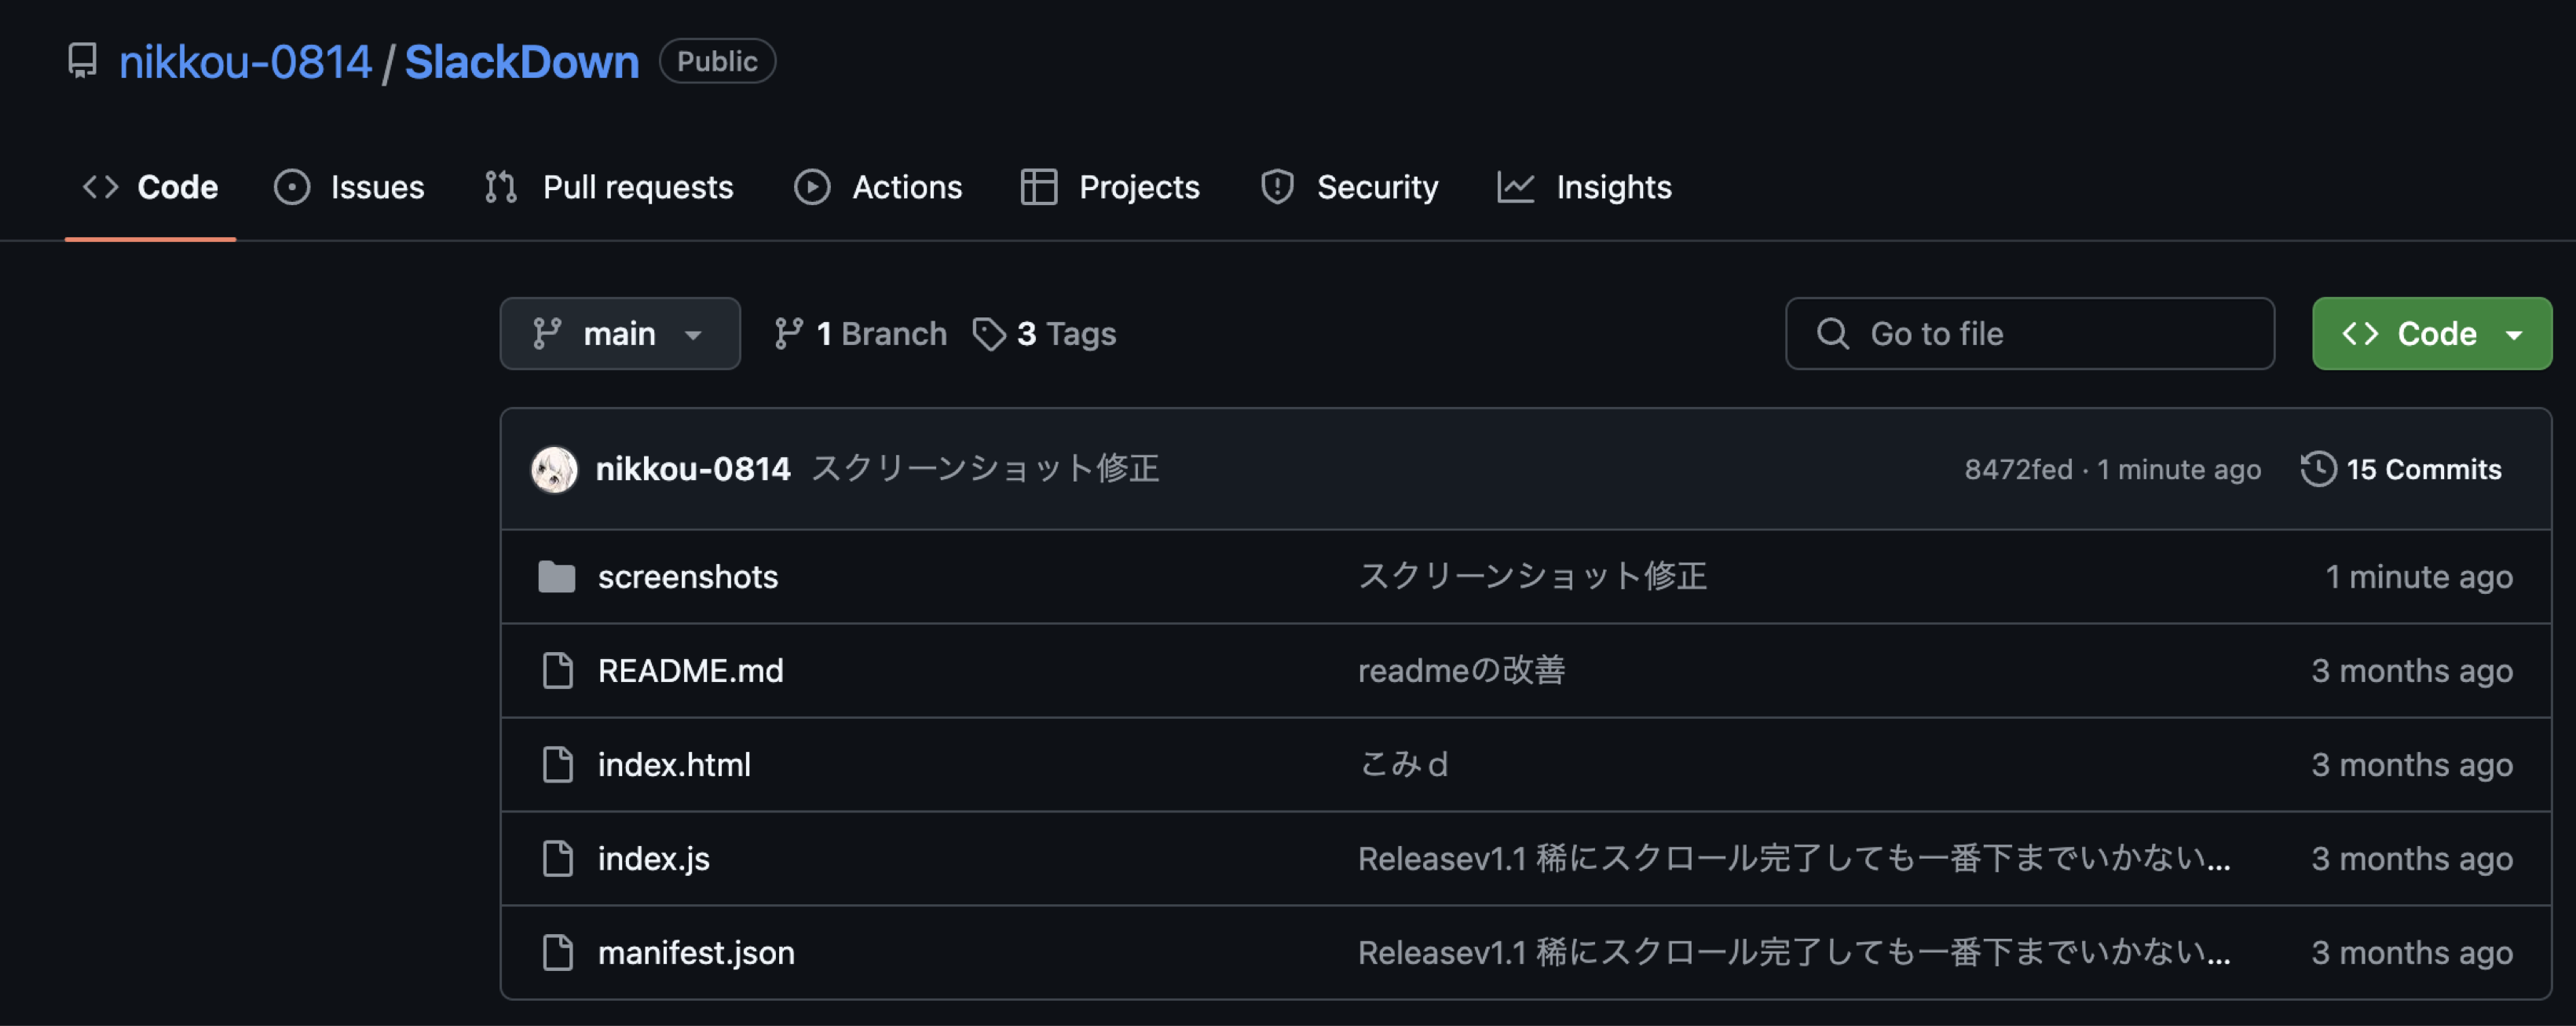 nikkou-0814 / SlackDown Public
Code Issues Pull requests Actions Projects Security Insights
main 1 Branch 3 Tags Go to file Code
nikkou-0814 スクリーンショット修正 8472fed · 1 minute ago 15 Commits
screenshots スクリーンショット修正 1 minute ago
README.md readmeの改善 3 months ago
index.html こみｄ 3 months ago
index.js Releasev1.1 稀にスクロール完了しても一番下までいかない... 3 months ago
manifest.json Releasev1.1 稀にスクロール完了しても一番下までいかない... 3 months ago